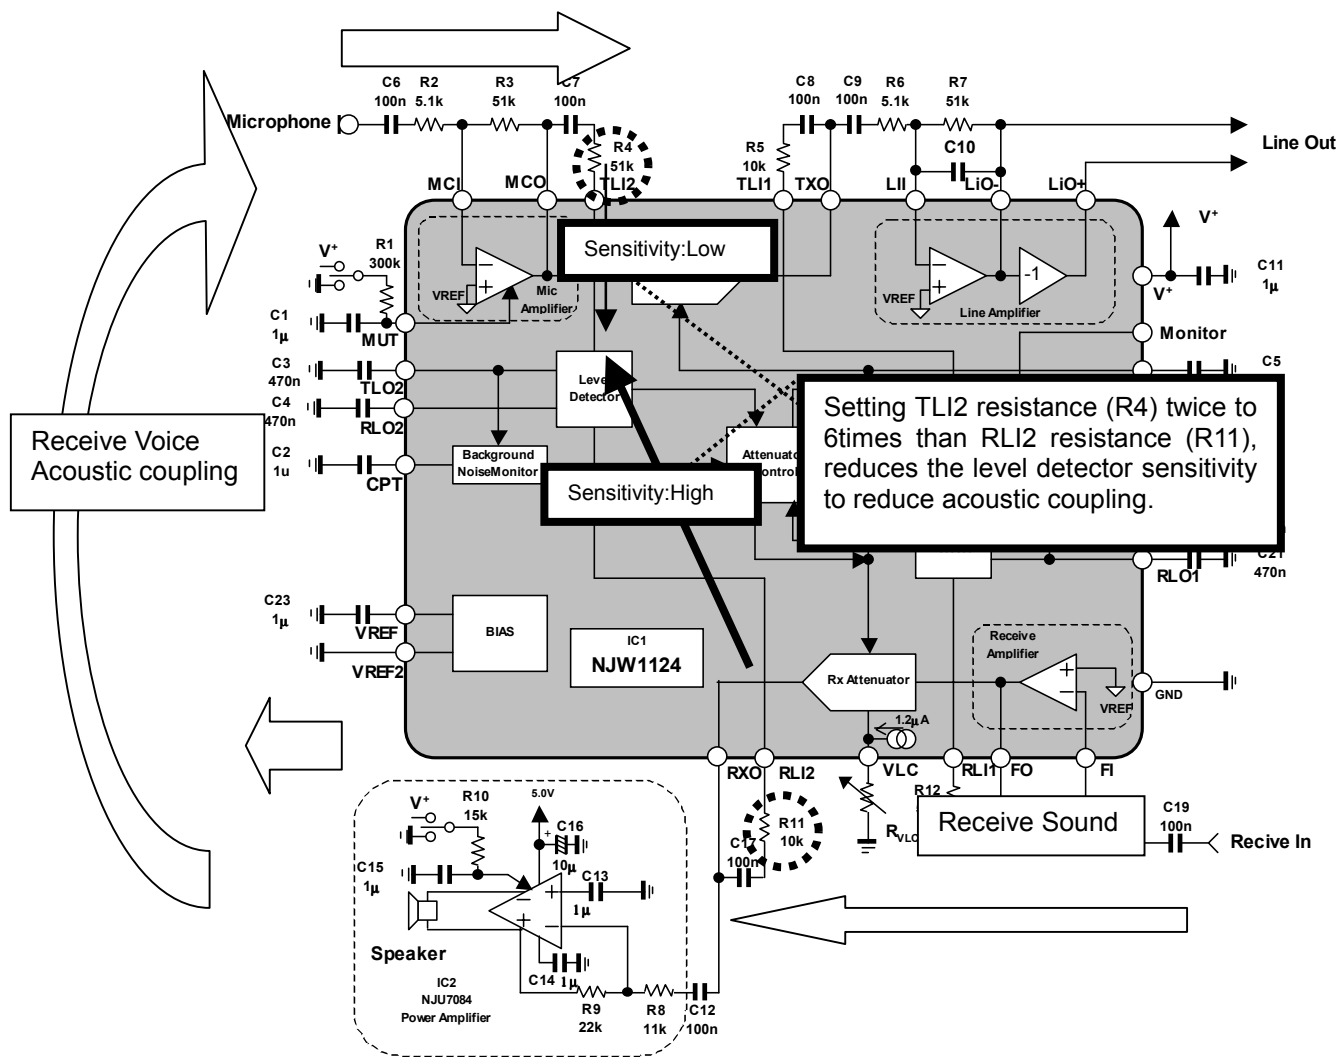 C6 R2 R3 C7
100n 5.1k 51k 100n
C8 C9 R6 R7
100n 100n 5.1k 51k
Microphone
R4
51k
R5
10k
C10
Line Out
MCI MCO TLI2 TLI1 TXO LII LiO- LiO+
V+
V+
R1
300k
Sensitivity:Low
VREF
Mic
Amplifier
VREF
-1
Line Amplifier
V+
C11
1μ
C1
1μ
MUT
Monitor
C3
470n
TLO2
C5
Level
Detector
C4
470n
RLO2
Receive Voice
Acoustic coupling
Setting TLI2 resistance (R4) twice to
6times than RLI2 resistance (R11),
reduces the level detector sensitivity
to reduce acoustic coupling.
C2
1u
CPT
Background
NoiseMonitor
Attenuator
Sensitivity:High
C21
470n
RLO1
C23
1μ
VREF
VREF2
BIAS
IC1
NJW1124
Receive
Amplifier
Rx Attenuator
VREF
GND
1.2μA
RXO RLI2 VLC RLI1 FO FI
R12
Receive Sound
C19
100n
Recive In
RVLC
R11
10k
C17
100n
V+
R10
15k
5.0V
+
C16
10μ
C15
1μ
C13
1μ
Speaker
C14 1μ
IC2
NJU7084
Power Amplifier
R9
22k
R8
11k
C12
100n